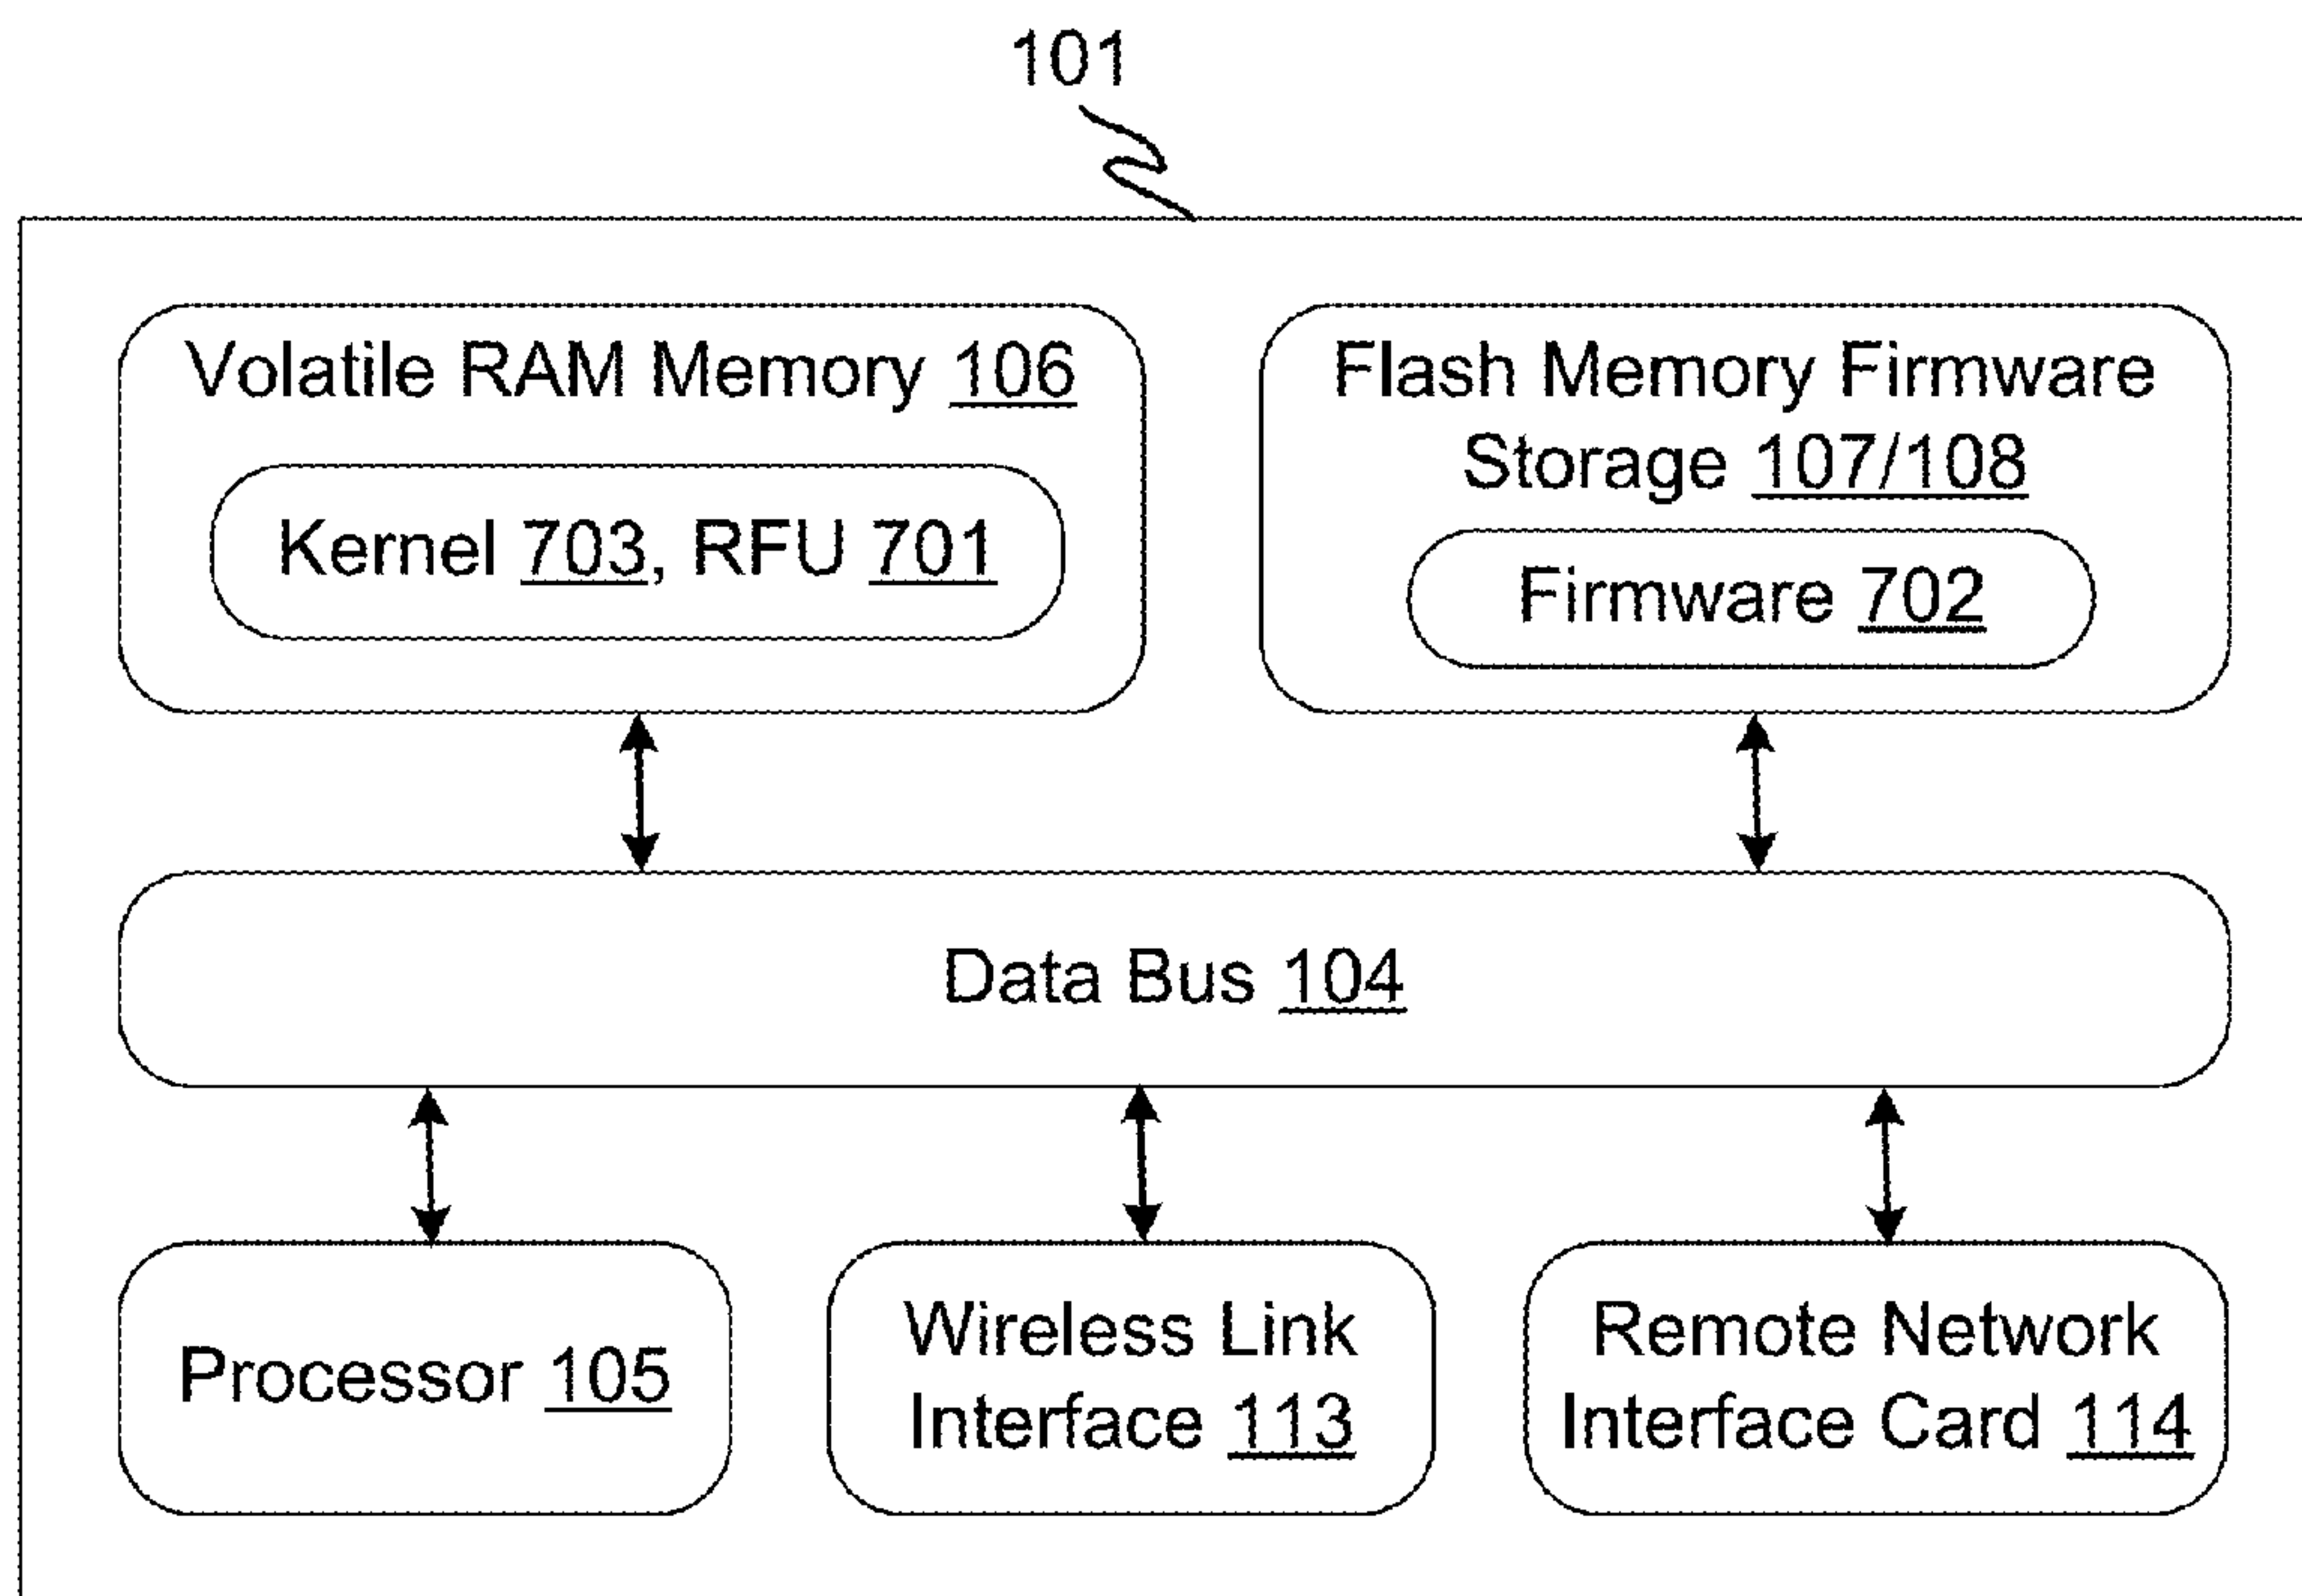 101
Volatile RAM Memory 106
Kernel 703, RFU 701
Flash Memory Firmware
Storage 107/108
Firmware 702
Data Bus 104
Processor 105
Wireless Link
Interface 113
Remote Network
Interface Card 114